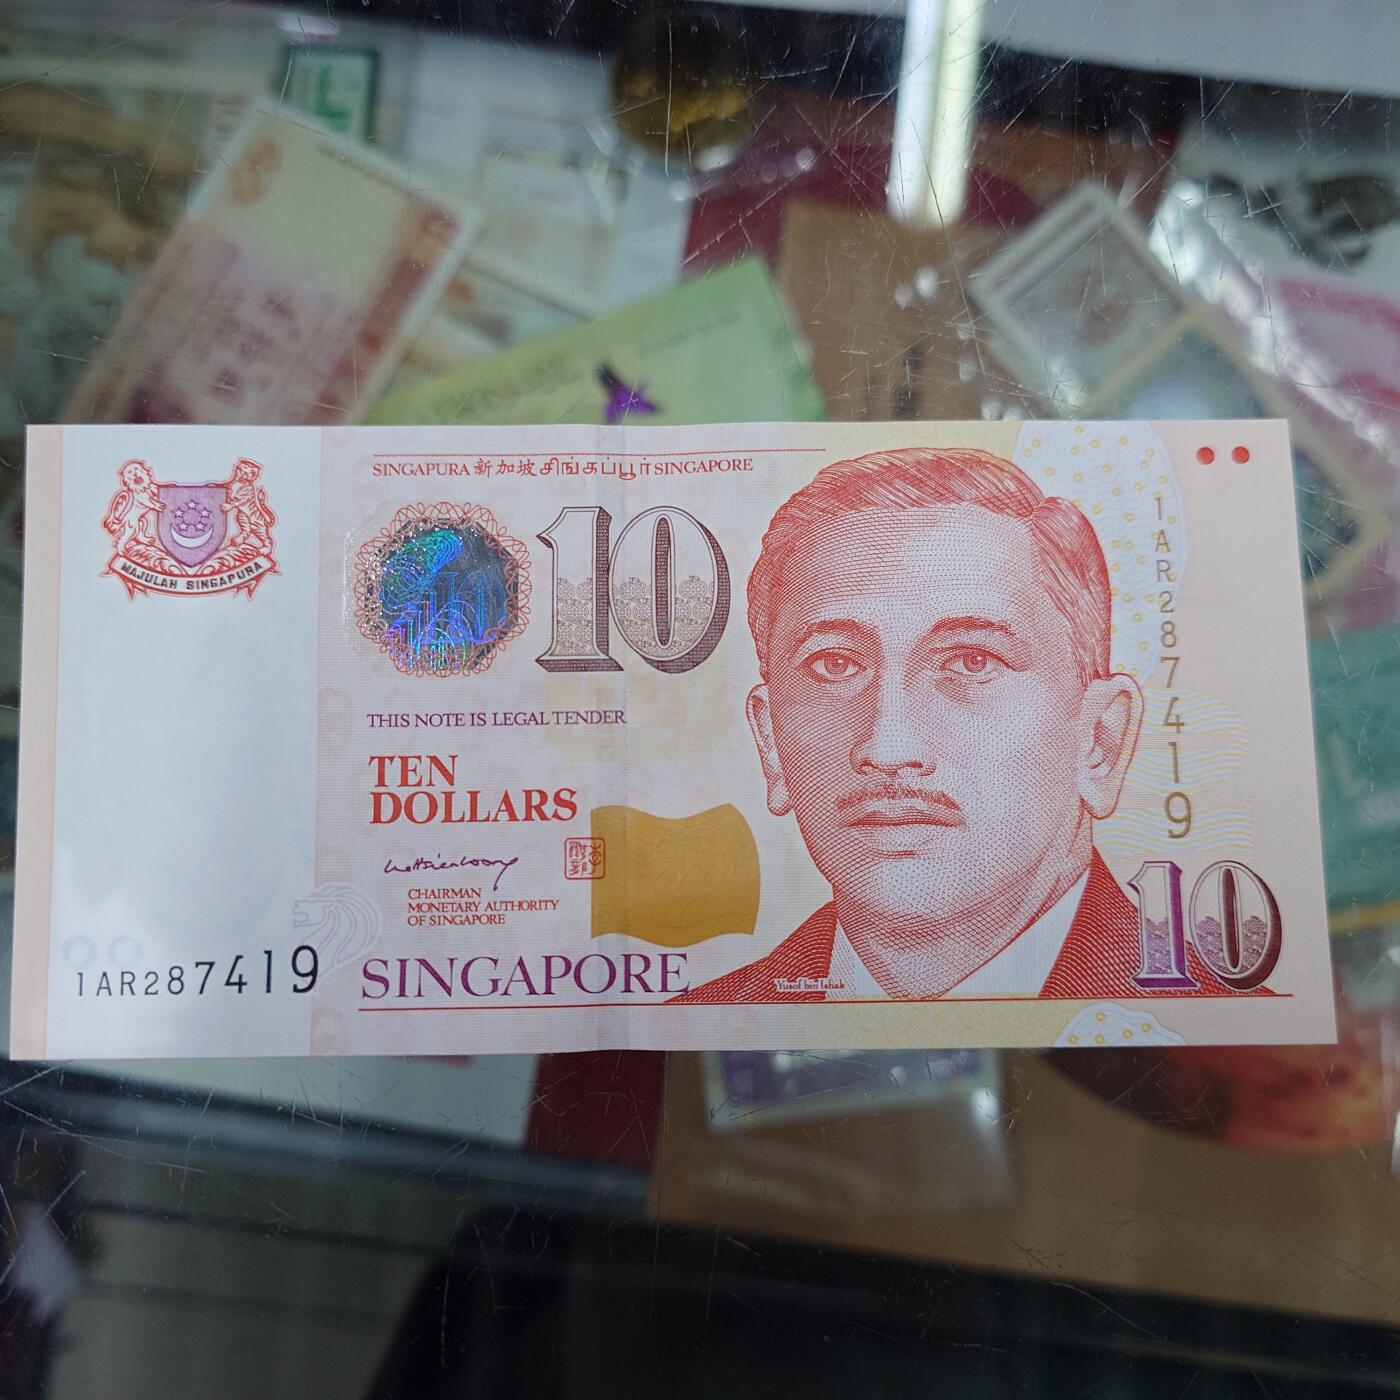 SINGAPURA 新加坡 சிங்கப்பூர் SINGAPORE
MAJULAH SINGAPURA
10
THIS NOTE IS LEGAL TENDER
TEN
DOLLARS
CHAIRMAN
MONETARY AUTHORITY
OF SINGAPORE
SINGAPORE
1AR287419
Yusof bin Ishak
1AR287419
10